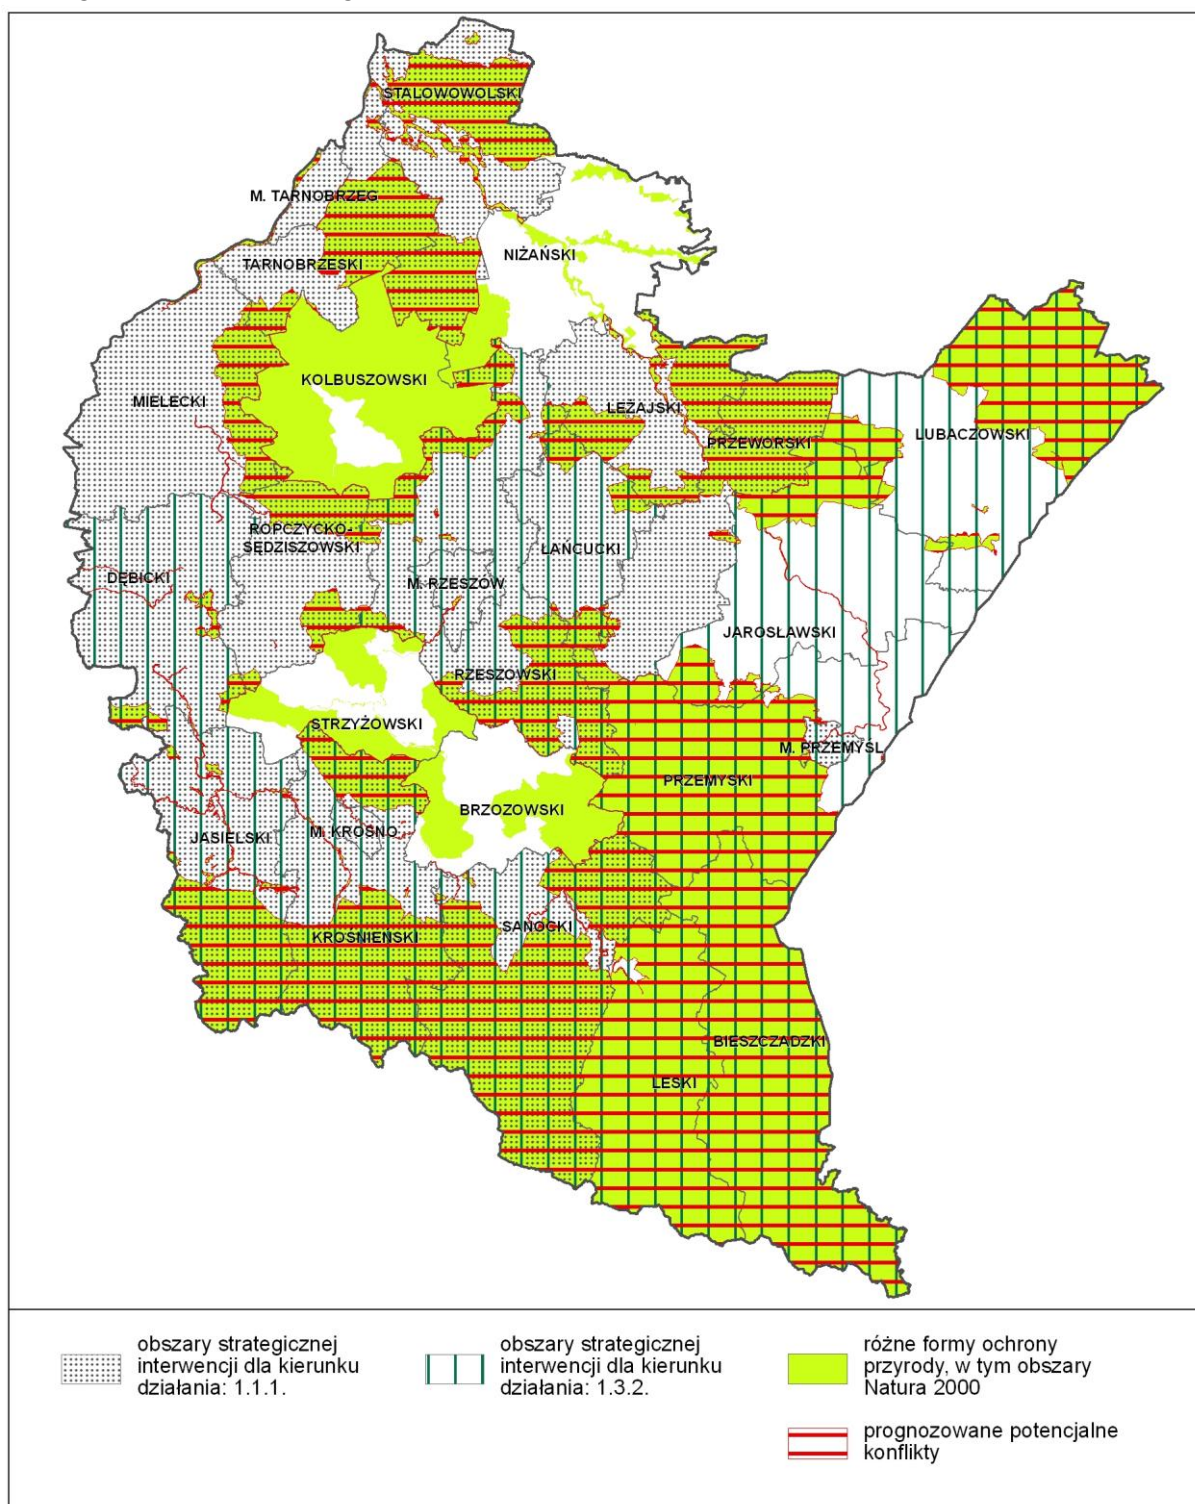 STALOWOWOLSKI
M. TARNOBRZEG
TARNOBRZESKI
NIŻAŃSKI
KOLBUSZOWSKI
MIELECKI
LEŻAJSKI
PRZEWORSKI
LUBACZOWSKI
ROPCZYCKO-
SĘDZISZOWSKI
ŁAŃCUCKI
DĘBICKI
M. RZESZÓW
JAROSŁAWSKI
RZESZOWSKI
STRZYŻOWSKI
M. PRZEMYŚL
PRZEMYSKI
BRZOZOWSKI
JASIELSKI
M. KROSNO
SANOCKI
KROŚNIEŃSKI
BIESZCZADZKI
LESKI
obszary strategicznej
interwencji dla kierunku
działania: 1.1.1.
obszary strategicznej
interwencji dla kierunku
działania: 1.3.2.
różne formy ochrony
przyrody, w tym obszary
Natura 2000
prognozowane potencjalne
konflikty